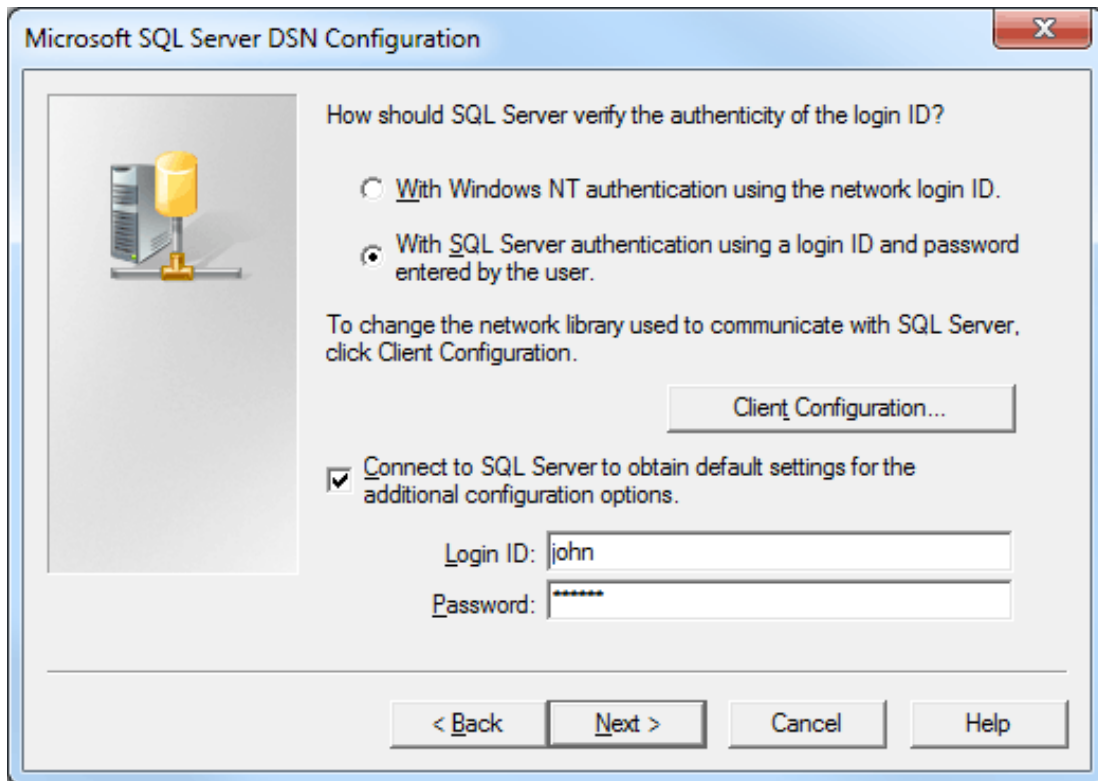 Microsoft SQL Server DSN Configuration
How should SQL Server verify the authenticity of the login ID?
With Windows NT authentication using the network login ID.
With SQL Server authentication using a login ID and password
entered by the user.
To change the network library used to communicate with SQL Server,
click Client Configuration.
Client Configuration...
Connect to SQL Server to obtain default settings for the
additional configuration options.
Login ID: john
Password: ******
< Back Next > Cancel Help